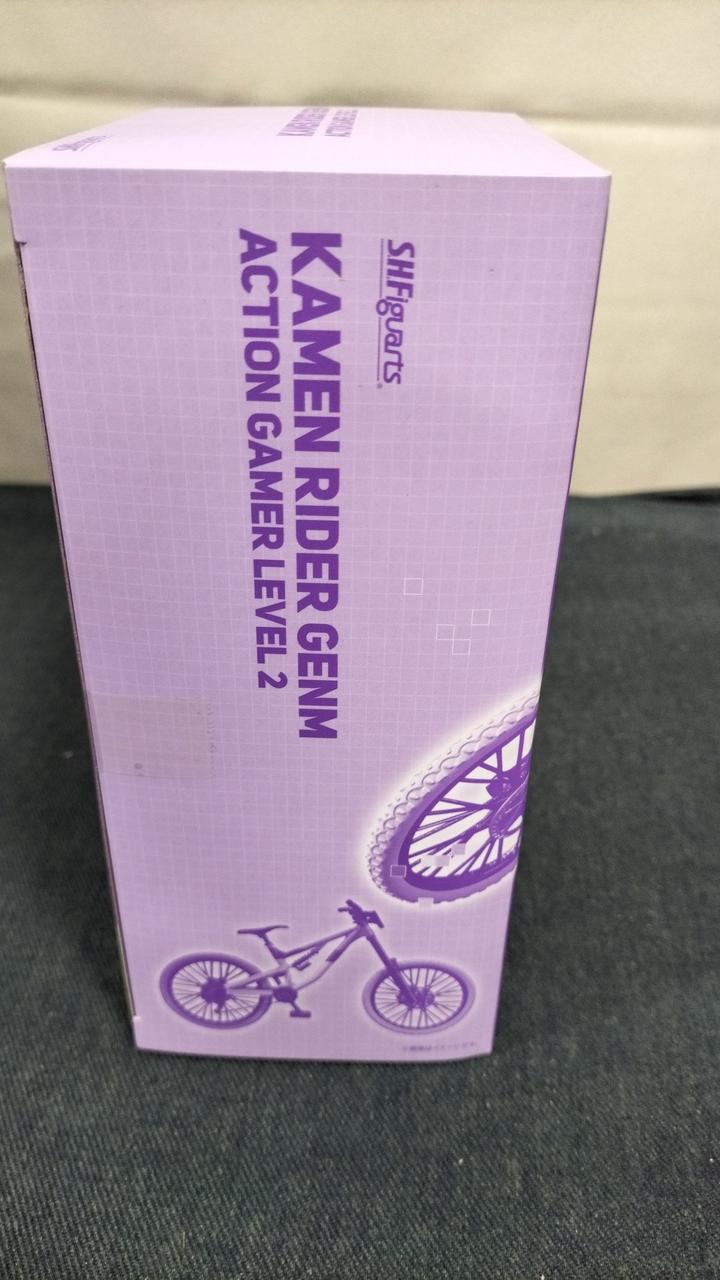 S.H.Figuarts
KAMEN RIDER GENM
ACTION GAMER LEVEL 2